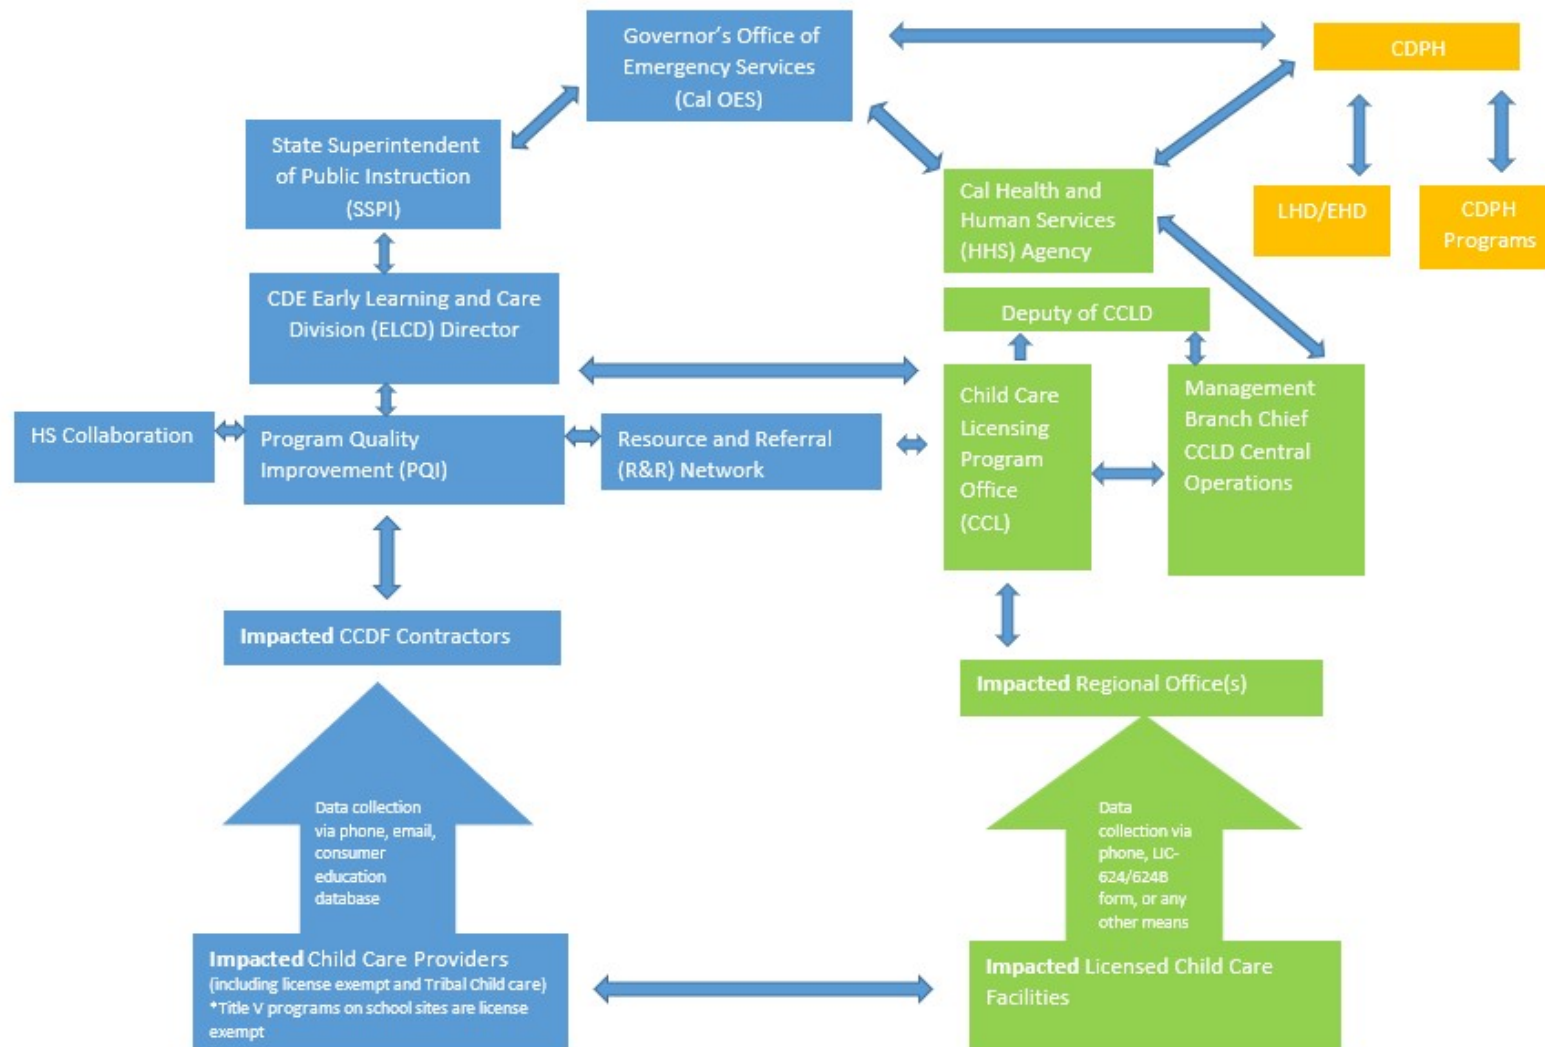 Governor's Office of
Emergency Services
(Cal OES)
CDPH
State Superintendent
of Public Instruction
(SSPI)
Cal Health and
Human Services
(HHS) Agency
LHD/EHD
CDPH
Programs
CDE Early Learning and Care
Division (ELCD) Director
Deputy of CCLD
HS Collaboration
Program Quality
Improvement (PQI)
Resource and Referral
(R&R) Network
Child Care
Licensing
Program
Office
(CCL)
Management
Branch Chief
CCLD Central
Operations
Impacted CCDF Contractors
Impacted Regional Office(s)
Data collection
via phone, email,
consumer
education
database
Data
collection via
phone, LIC-
624/624B
form, or any
other means
Impacted Child Care Providers
(including license exempt and Tribal Child care)
*Title V programs on school sites are license
exempt
Impacted Licensed Child Care
Facilities